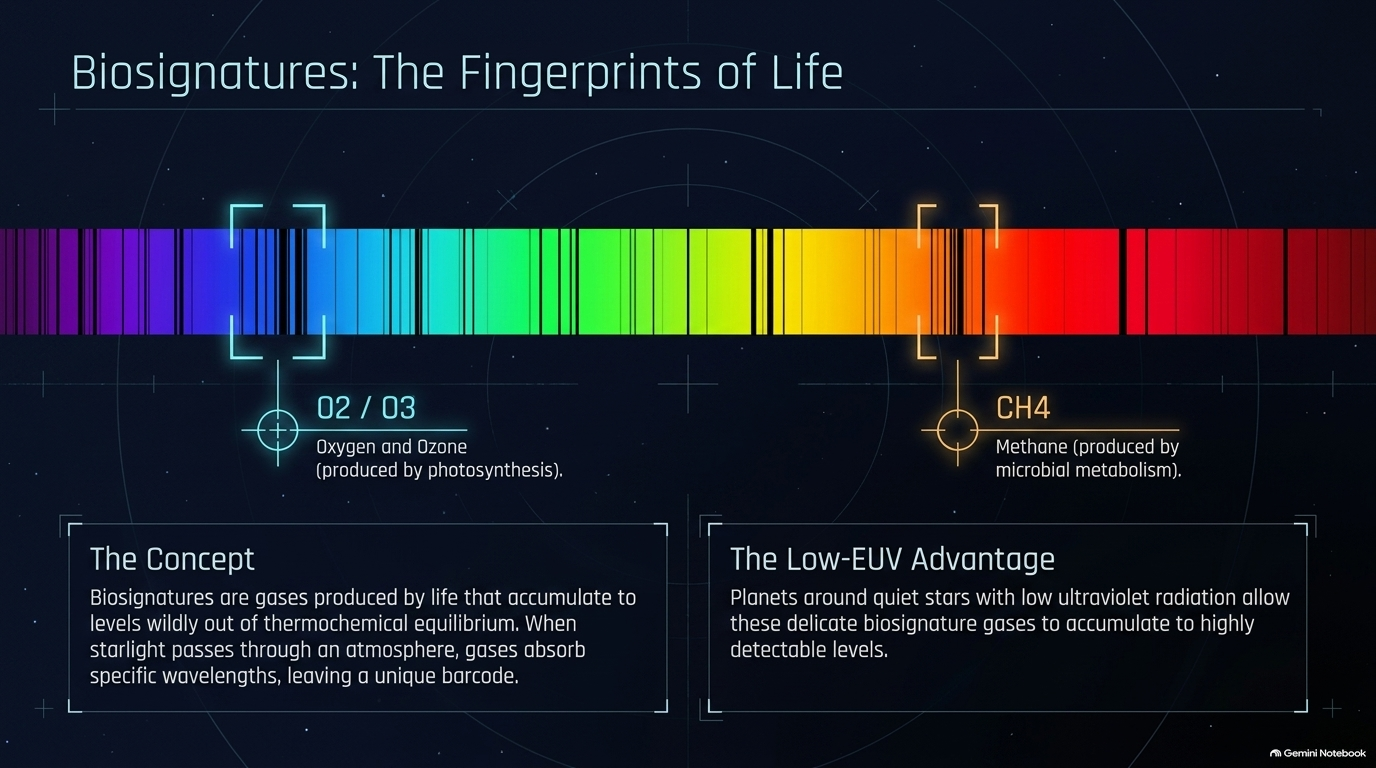 Biosignatures: The Fingerprints of Life
O2 / O3
Oxygen and Ozone
(produced by photosynthesis).
CH4
Methane (produced by
microbial metabolism).
The Concept
Biosignatures are gases produced by life that accumulate to
levels wildly out of thermochemical equilibrium. When
starlight passes through an atmosphere, gases absorb
specific wavelengths, leaving a unique barcode.
The Low-EUV Advantage
Planets around quiet stars with low ultraviolet radiation allow
these delicate biosignature gases to accumulate to highly
detectable levels.
Gemini Notebook